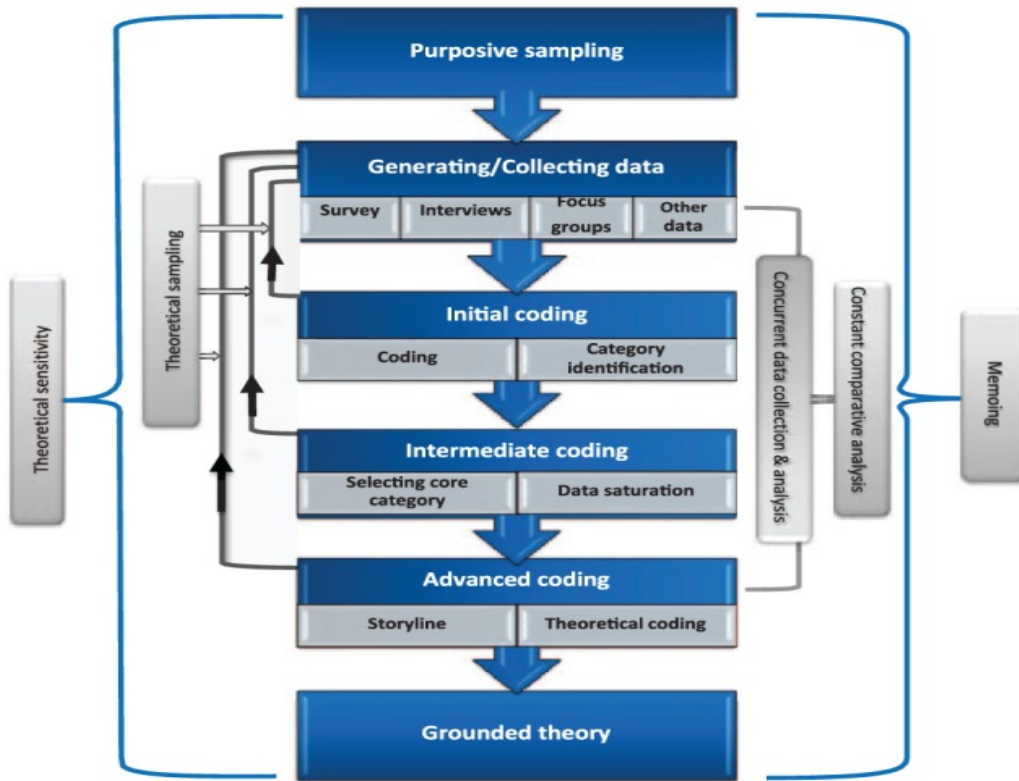 Purposive sampling
Generating/Collecting data
Survey
Interviews
Focus
groups
Other
data
Initial coding
Coding
Category
identification
Intermediate coding
Selecting core
category
Data saturation
Advanced coding
Storyline
Theoretical coding
Grounded theory
Theoretical sensitivity
Theoretical sampling
Concurrent data collection & analysis
Constant comparative analysis
Memoing